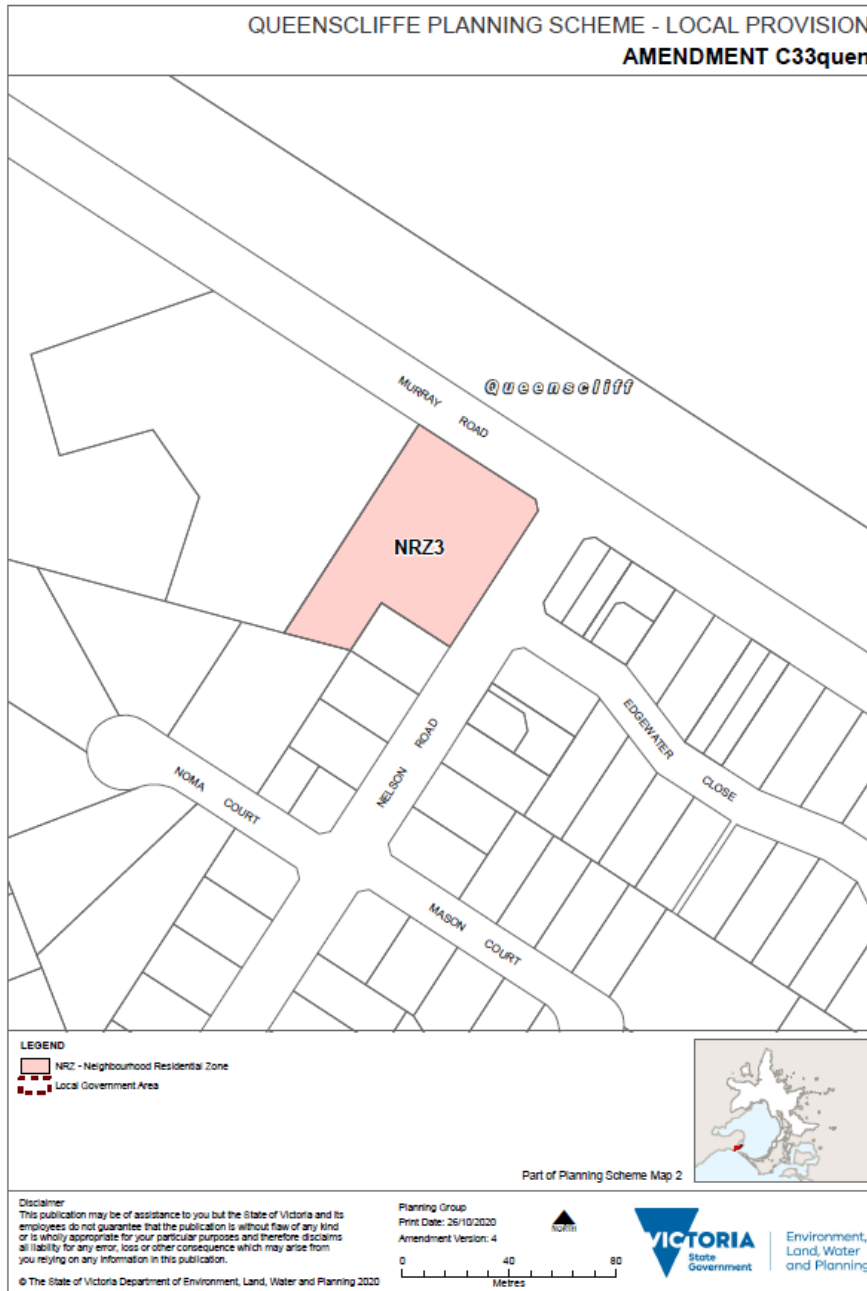 QUEENSCLIFFE PLANNING SCHEME - LOCAL PROVISION
AMENDMENT C33quen
MURRAY ROAD
Queenscliff
NRZ3
EDGEWATER CLOSE
NELSON ROAD
NOMA COURT
MASON COURT
LEGEND
NRZ - Neighbourhood Residential Zone
Local Government Area
Part of Planning Scheme Map 2
Disclaimer
This publication may be of assistance to you but the State of Victoria and its
employees do not guarantee that the publication is without flaw of any kind
or is wholly appropriate for your particular purposes and therefore disclaims
all liability for any error, loss or other consequence which may arise from
you relying on any information in this publication.
© The State of Victoria Department of Environment, Land, Water and Planning 2020
Planning Group
Print Date: 26/10/2020
Amendment Version: 4
NORTH
0 40 80
Metres
VICTORIA
State
Government
Environment,
Land, Water
and Planning